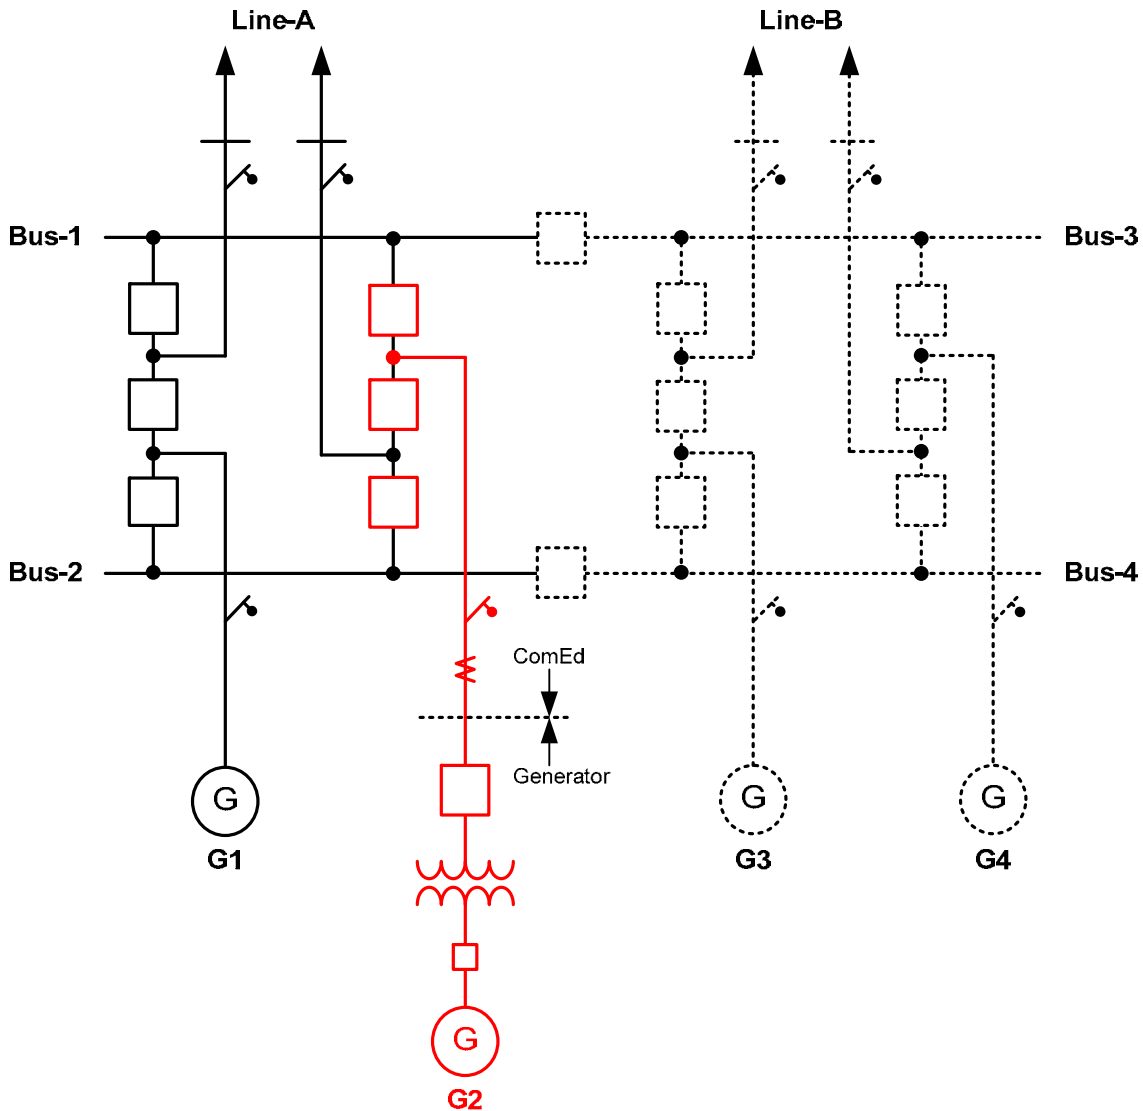 Line-A
Line-B
Bus-1
Bus-3
Bus-2
Bus-4
ComEd
Generator
G
G1
G
G3
G
G4
G
G2